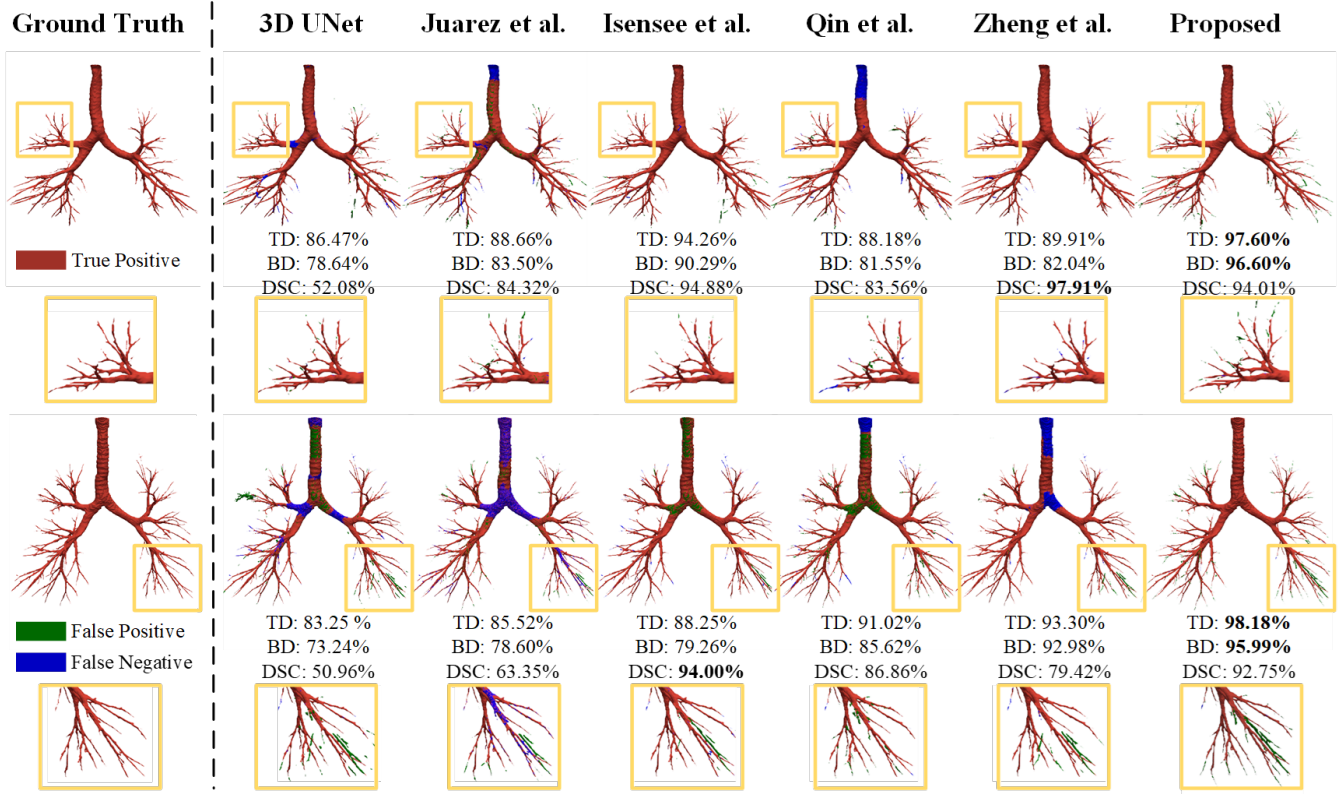 Ground Truth 3D UNet Juarez et al. Isensee et al. Qin et al. Zheng et al. Proposed
True Positive
TD: 86.47% TD: 88.66% TD: 94.26% TD: 88.18% TD: 89.91% TD: 97.60%
BD: 78.64% BD: 83.50% BD: 90.29% BD: 81.55% BD: 82.04% BD: 96.60%
DSC: 52.08% DSC: 84.32% DSC: 94.88% DSC: 83.56% DSC: 97.91% DSC: 94.01%
False Positive
False Negative
TD: 83.25 % TD: 85.52% TD: 88.25% TD: 91.02% TD: 93.30% TD: 98.18%
BD: 73.24% BD: 78.60% BD: 79.26% BD: 85.62% BD: 92.98% BD: 95.99%
DSC: 50.96% DSC: 63.35% DSC: 94.00% DSC: 86.86% DSC: 79.42% DSC: 92.75%